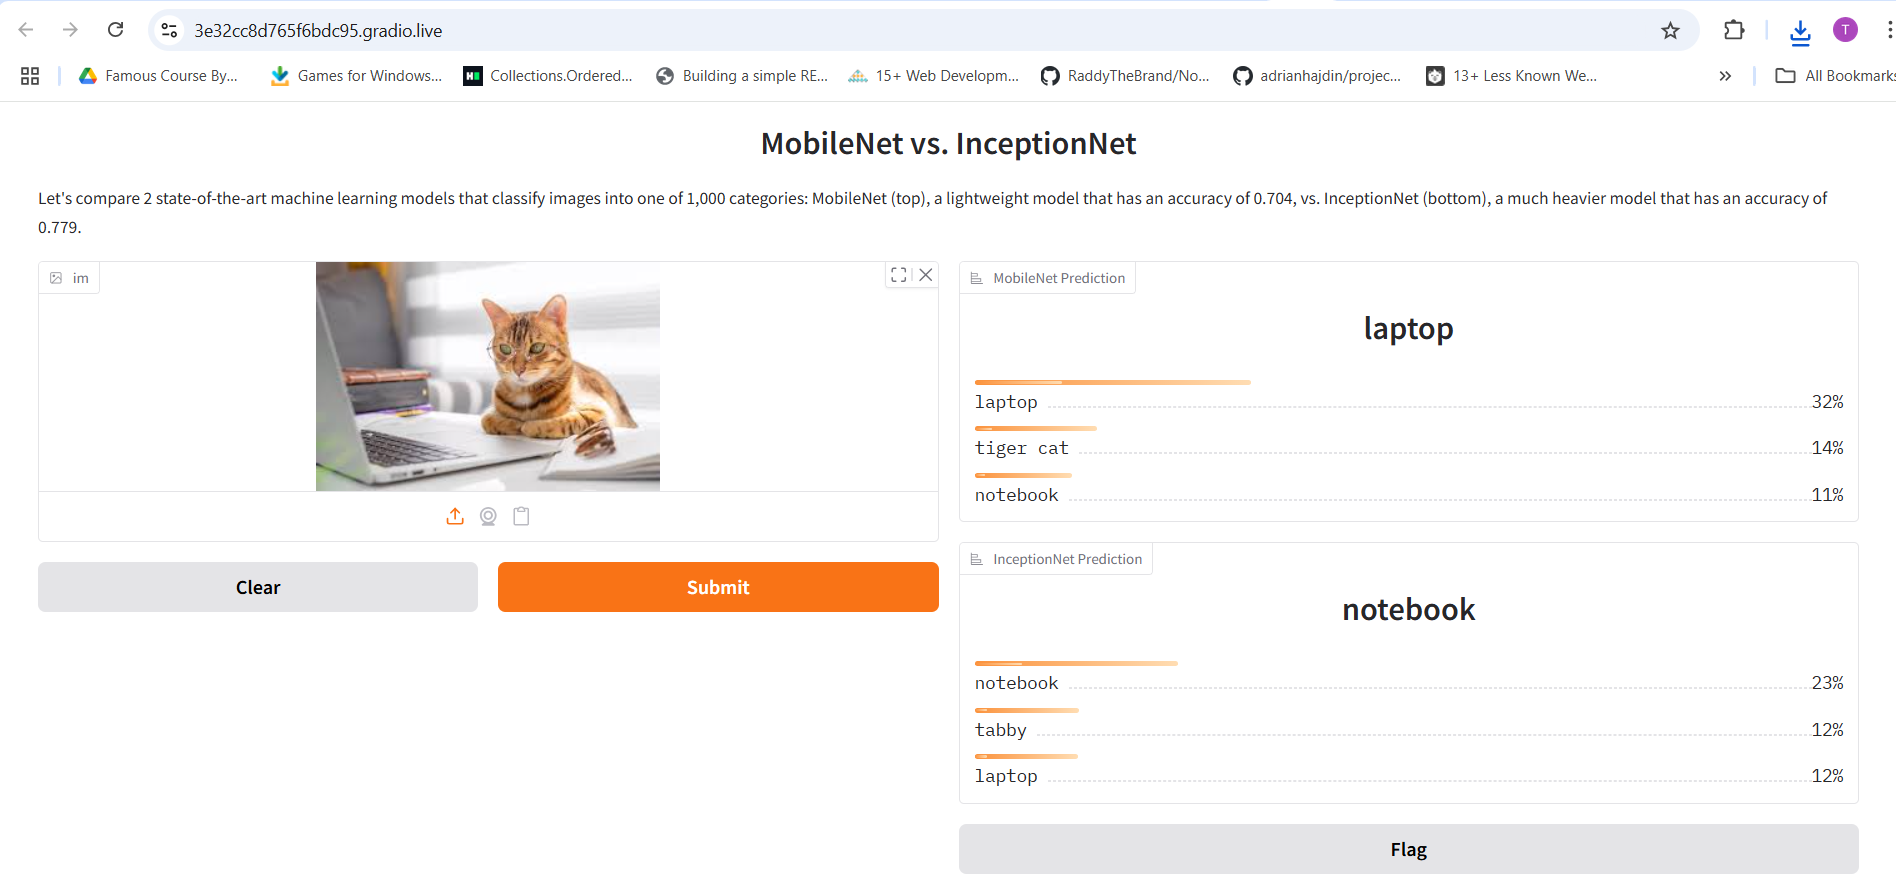 3e32cc8d765f6bdc95.gradio.live
T
Famous Course By...
Games for Windows...
Collections.Ordered...
Building a simple RE...
15+ Web Developm...
RaddyTheBrand/No...
adrianhajdin/projec...
13+ Less Known We...
»
All Bookmarks
MobileNet vs. InceptionNet
Let's compare 2 state-of-the-art machine learning models that classify images into one of 1,000 categories: MobileNet (top), a lightweight model that has an accuracy of 0.704, vs. InceptionNet (bottom), a much heavier model that has an accuracy of
0.779.
im
Clear
Submit
MobileNet Prediction
laptop
laptop 32%
tiger cat 14%
notebook 11%
InceptionNet Prediction
notebook
notebook 23%
tabby 12%
laptop 12%
Flag